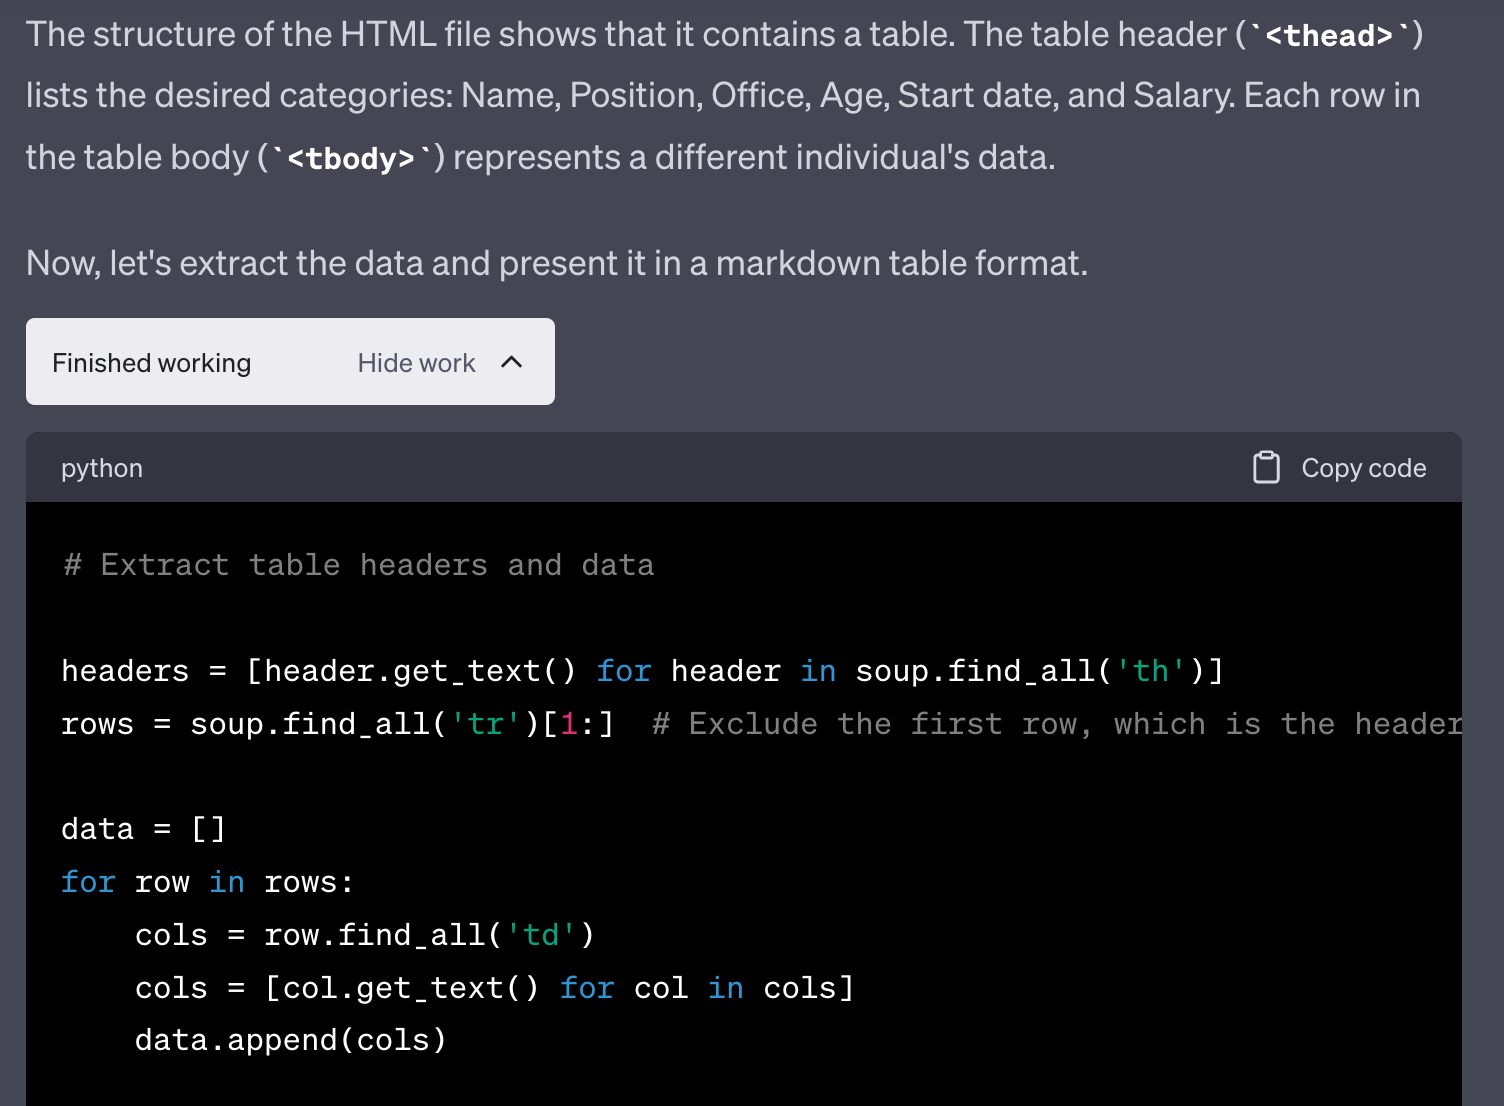 The structure of the HTML file shows that it contains a table. The table header (`<thead>`)
lists the desired categories: Name, Position, Office, Age, Start date, and Salary. Each row in
the table body (`<tbody>`) represents a different individual's data.
Now, let's extract the data and present it in a markdown table format.
Finished working Hide work
python Copy code
# Extract table headers and data
headers = [header.get_text() for header in soup.find_all('th')]
rows = soup.find_all('tr')[1:]  # Exclude the first row, which is the header
data = []
for row in rows:
    cols = row.find_all('td')
    cols = [col.get_text() for col in cols]
    data.append(cols)